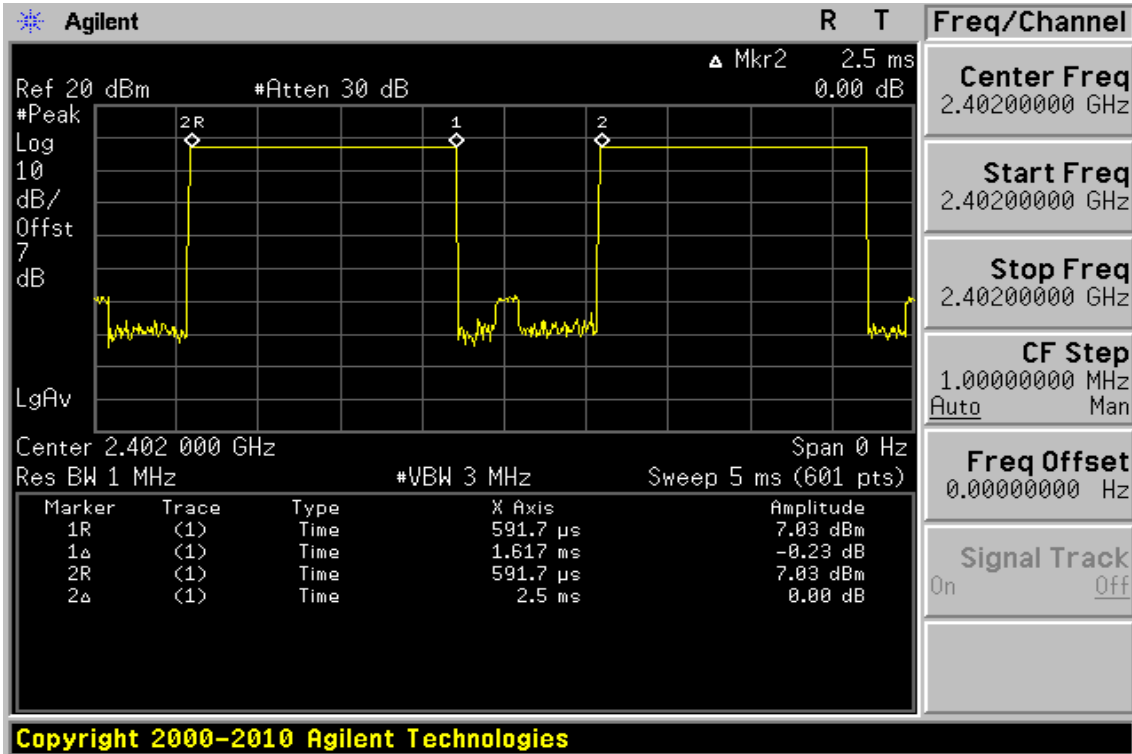 Agilent R T
Δ Mkr2 2.5 ms
Ref 20 dBm #Atten 30 dB 0.00 dB
#Peak
Log
10
dB/
Offst
7
dB
LgAv
2R 1 2
Center 2.402 000 GHz Span 0 Hz
Res BW 1 MHz #VBW 3 MHz Sweep 5 ms (601 pts)
Marker Trace Type X Axis Amplitude
1R (1) Time 591.7 µs 7.03 dBm
1Δ (1) Time 1.617 ms -0.23 dB
2R (1) Time 591.7 µs 7.03 dBm
2Δ (1) Time 2.5 ms 0.00 dB
Freq/Channel
Center Freq
2.40200000 GHz
Start Freq
2.40200000 GHz
Stop Freq
2.40200000 GHz
CF Step
1.00000000 MHz
Auto Man
Freq Offset
0.00000000 Hz
Signal Track
On Off
Copyright 2000-2010 Agilent Technologies